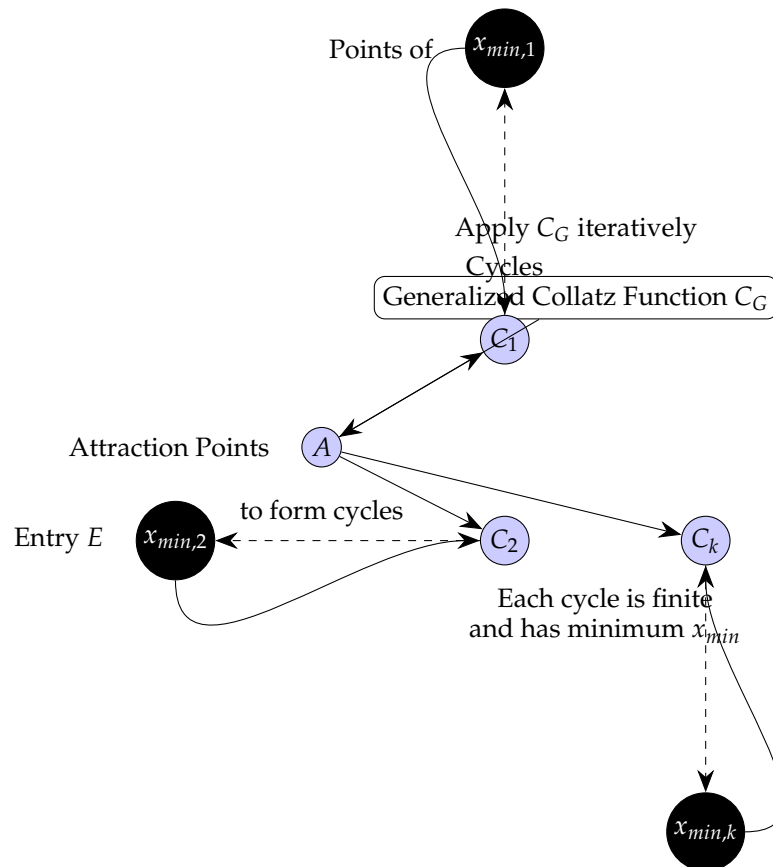 Points of
x_{min,1}
Apply C_G iteratively
Cycles
Generalized Collatz Function C_G
C_1
Attraction Points
A
to form cycles
Entry E
x_{min,2}
C_2
C_k
Each cycle is finite
and has minimum x_{min}
x_{min,k}